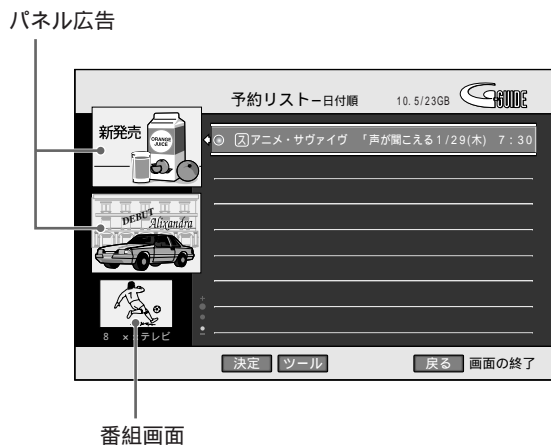 パネル広告
予約リストー日付順 10.5/23GB G-GUIDE
新発売
ORANGE JUICE
ス アニメ・サヴァイヴ 「声が聞こえる1/29(木) 7:30
DEBUT
Alixandra
8 ××テレビ
決定 ツール 戻る 画面の終了
番組画面